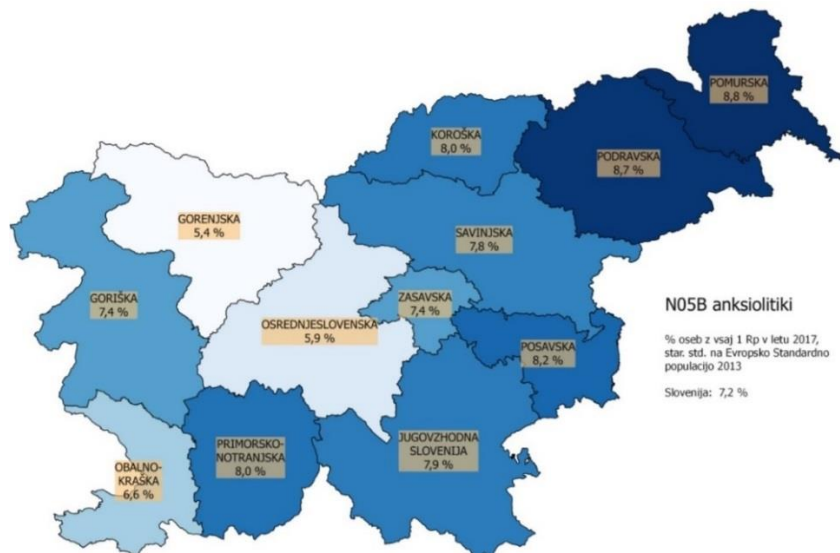 POMURSKA
8,8 %
KOROŠKA
8,0 %
PODRAVSKA
8,7 %
GORENJSKA
5,4 %
SAVINJSKA
7,8 %
GORIŠKA
7,4 %
ZASAVSKA
7,4 %
OSREDNJESLOVENSKA
5,9 %
POSAVSKA
8,2 %
PRIMORSKO-
NOTRANJSKA
8,0 %
JUGOVZHODNA
SLOVENIJA
7,9 %
OBALNO-
KRAŠKA
6,6 %
N05B anksiolitiki
% oseb z vsaj 1 Rp v letu 2017,
star. std. na Evropsko Standardno
populacijo 2013
Slovenija: 7,2 %